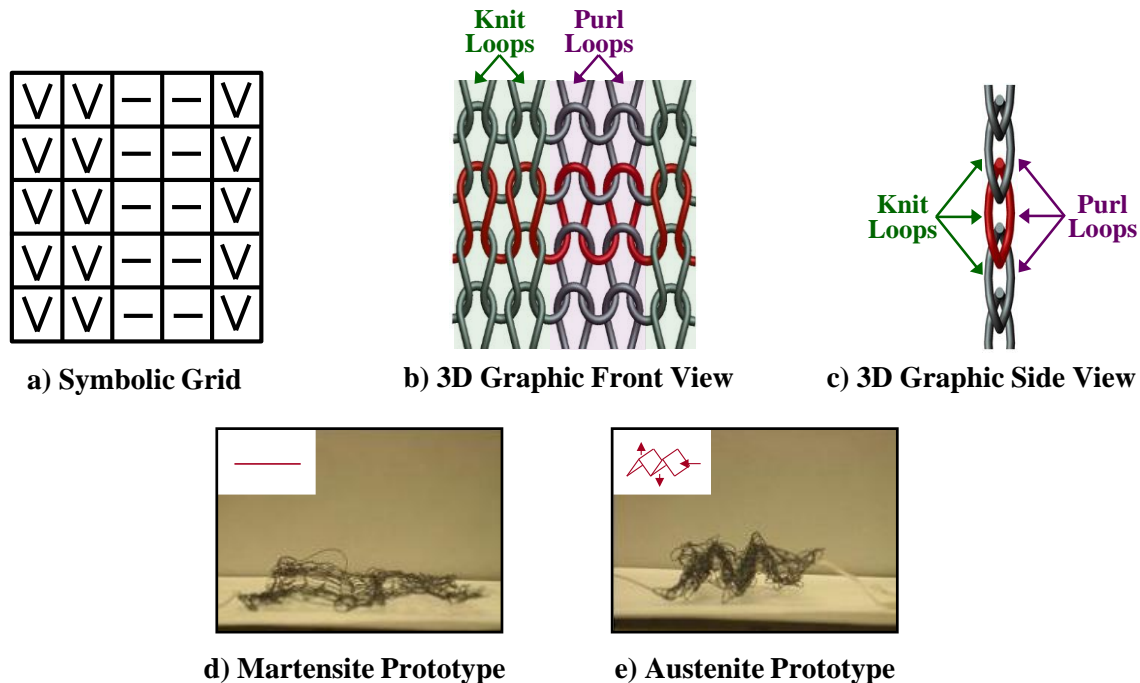 Knit Loops
Purl Loops
V V — — V
V V — — V
V V — — V
V V — — V
V V — — V
Knit Loops
Purl Loops
a) Symbolic Grid
b) 3D Graphic Front View
c) 3D Graphic Side View
d) Martensite Prototype
e) Austenite Prototype